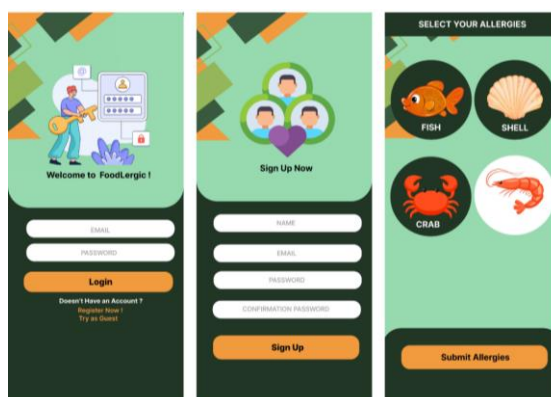 Welcome to FoodLergic !
EMAIL
PASSWORD
Login
Doesn't Have an Account ?
Register Now !
Try as Guest
Sign Up Now
NAME
EMAIL
PASSWORD
CONFIRMATION PASSWORD
Sign Up
SELECT YOUR ALLERGIES
FISH
SHELL
CRAB
Submit Allergies